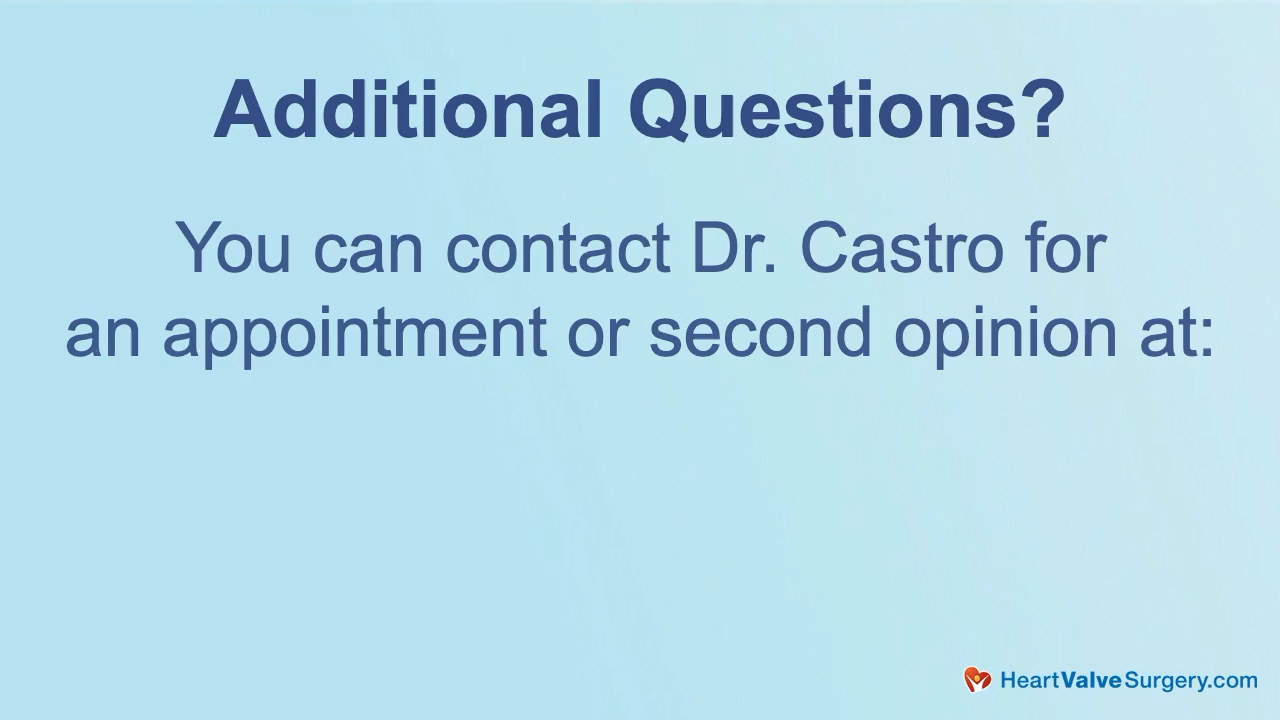 Additional Questions?
You can contact Dr. Castro for
an appointment or second opinion at:
HeartValveSurgery.com